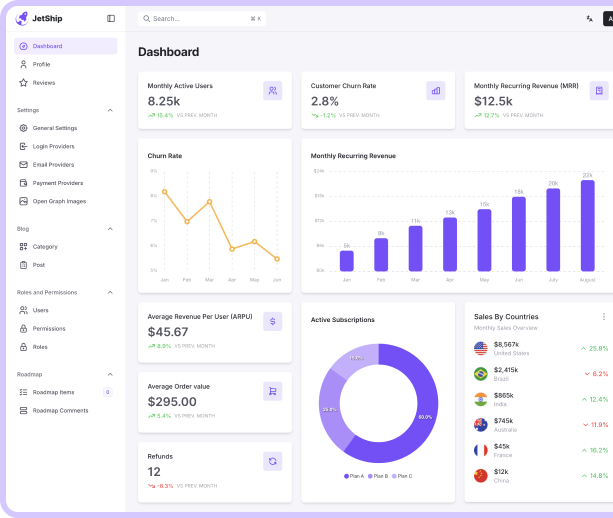 JetShip
Search...
⌘ K
A
Dashboard
Profile
Reviews
Settings
General Settings
Login Providers
Email Providers
Payment Providers
Open Graph Images
Blog
Category
Post
Roles and Permissions
Users
Permissions
Roles
Roadmap
Roadmap Items
0
Roadmap Comments
Dashboard
Monthly Active Users
8.25k
15.4% VS PREV. MONTH
Customer Churn Rate
2.8%
-1.2% VS PREV. MONTH
Monthly Recurring Revenue (MRR)
$12.5k
12.7% VS PREV. MONTH
Churn Rate
9%
8%
7%
6%
5%
Jan Feb Mar Apr May Jun
Monthly Recurring Revenue
$24k
$18k
$12k
$6k
$0k
5k 8k 11k 13k 15k 18k 20k 22k
Jan Feb Mar Apr May Jun July August
Average Revenue Per User (ARPU)
$45.67
8.9% VS PREV. MONTH
Average Order value
$295.00
5.4% VS PREV. MONTH
Refunds
12
-8.3% VS PREV. MONTH
Active Subscriptions
15.0%
25.0%
60.0%
Plan A Plan B Plan C
Sales By Countries
Monthly Sales Overview
$8,567k
United States
25.8%
$2,415k
Brazil
6.2%
$865k
India
12.4%
$745k
Australia
11.9%
$45k
France
16.2%
$12k
China
14.8%